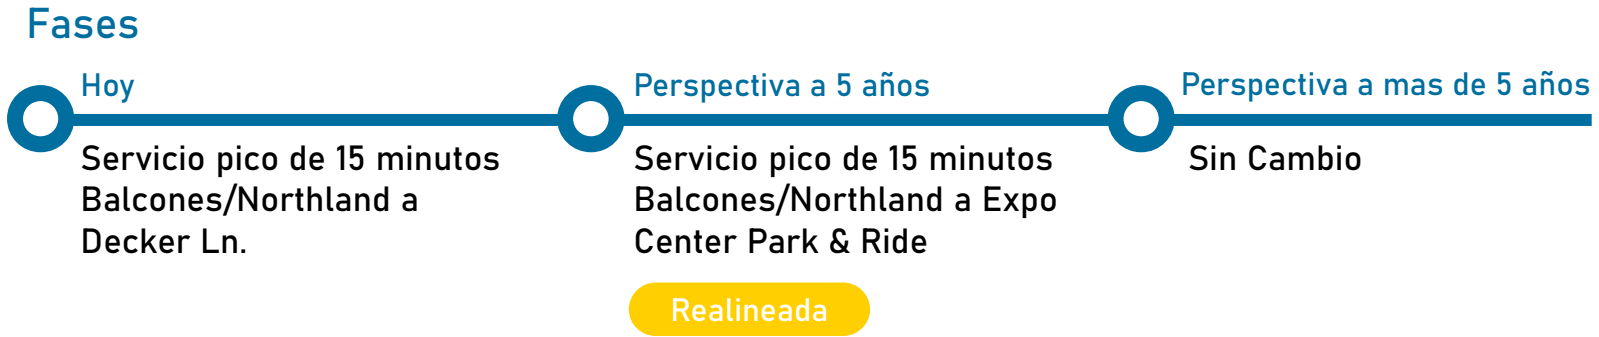 Fases
Hoy
Servicio pico de 15 minutos
Balcones/Northland a
Decker Ln.
Perspectiva a 5 años
Servicio pico de 15 minutos
Balcones/Northland a Expo
Center Park & Ride
Realineada
Perspectiva a mas de 5 años
Sin Cambio